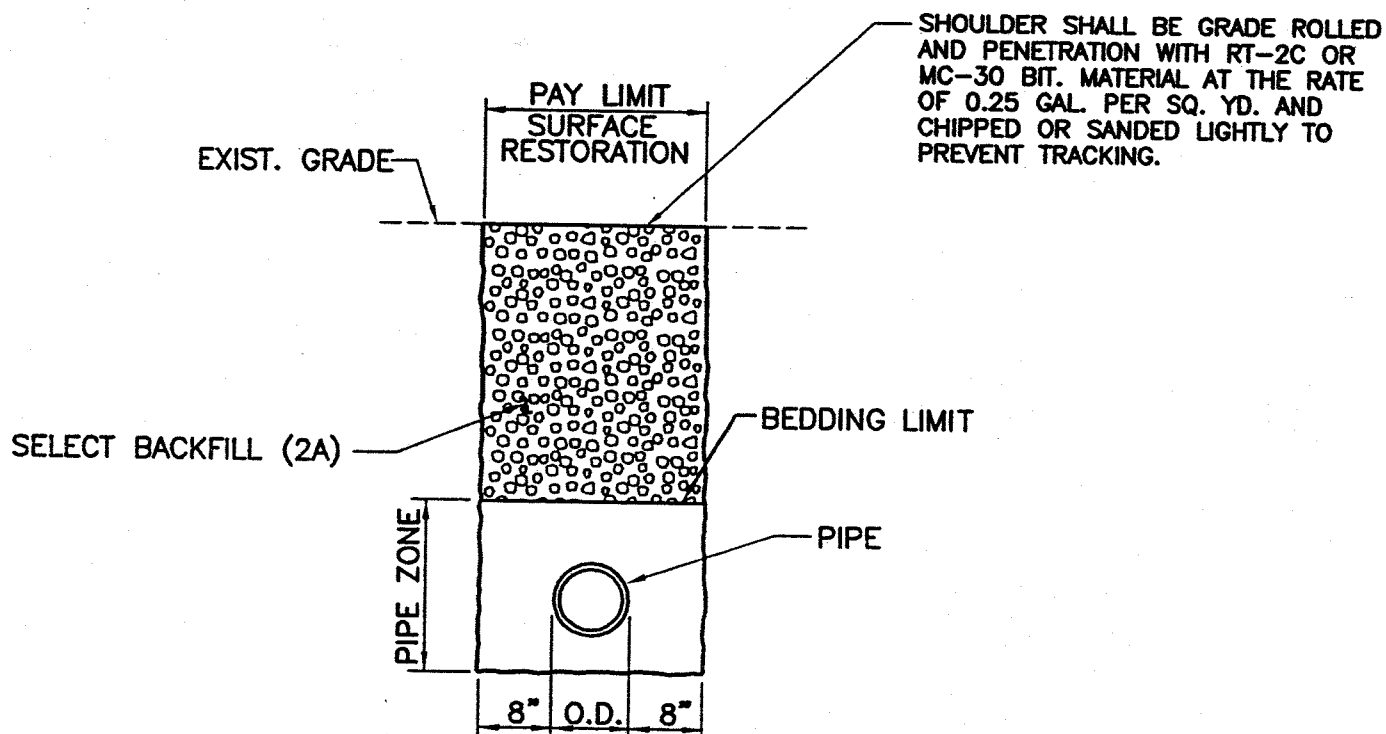 SHOULDER SHALL BE GRADE ROLLED
AND PENETRATION WITH RT-2C OR
MC-30 BIT. MATERIAL AT THE RATE
OF 0.25 GAL. PER SQ. YD. AND
CHIPPED OR SANDED LIGHTLY TO
PREVENT TRACKING.
PAY LIMIT
SURFACE
RESTORATION
EXIST. GRADE
SELECT BACKFILL (2A)
BEDDING LIMIT
PIPE ZONE
PIPE
8" O.D. 8"